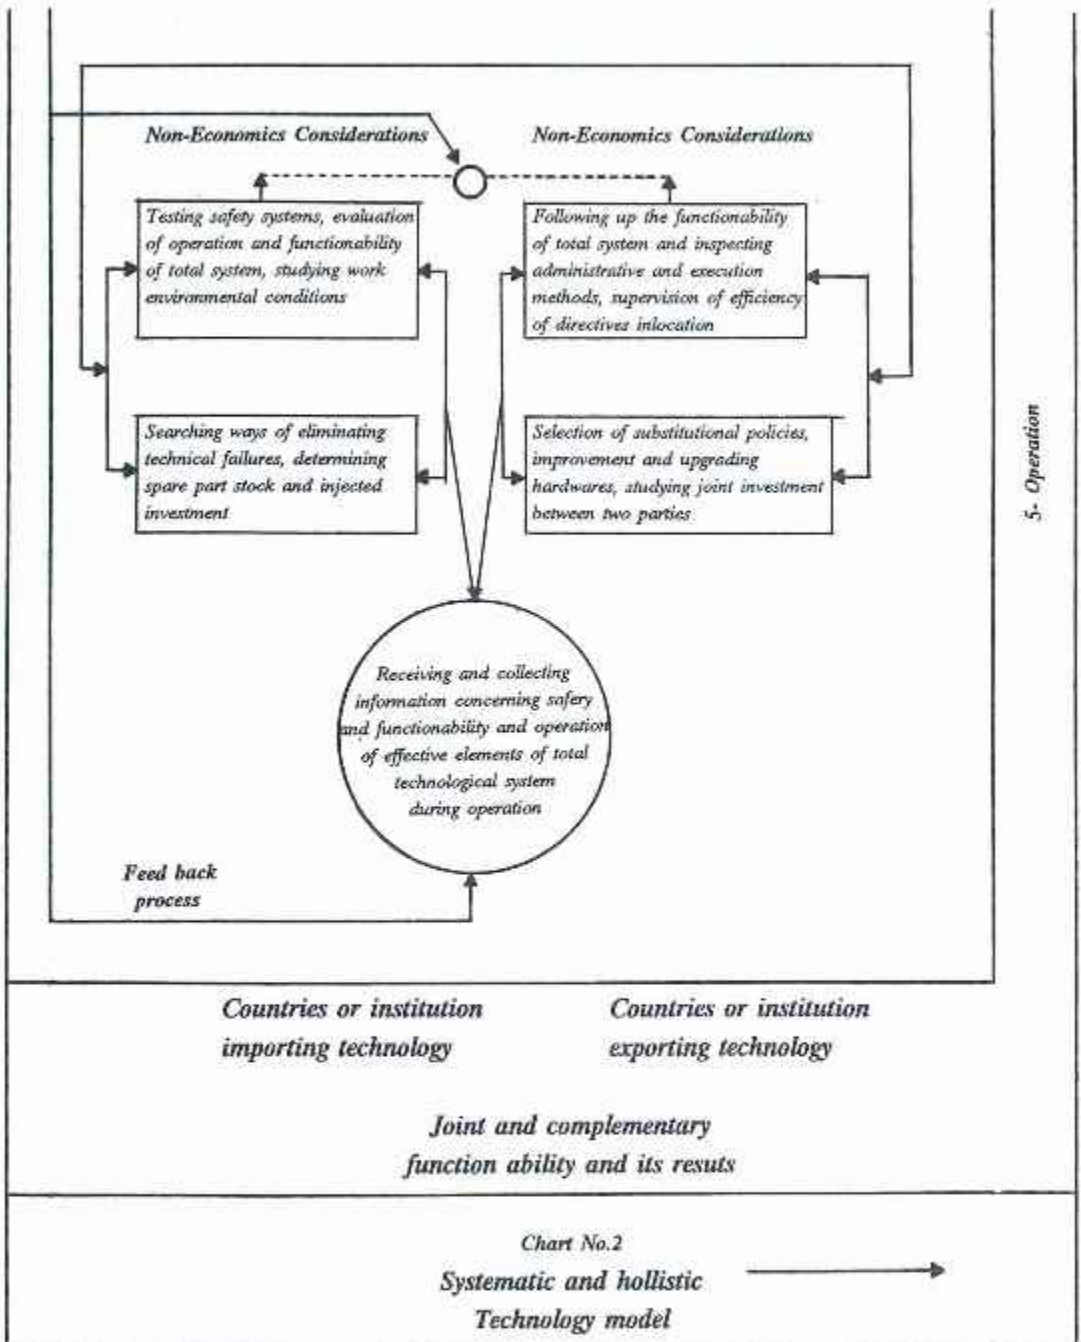 Non-Economics Considerations
Non-Economics Considerations
Testing safety systems, evaluation
of operation and functionability
of total system, studying work
environmental conditions
Following up the functionability
of total system and inspecting
administrative and execution
methods, supervision of efficiency
of directives inlocation
Searching ways of eliminating
technical failures, determining
spare part stock and injected
investment
Selection of substitutional policies,
improvement and upgrading
hardwares, studying joint investment
between two parties
5- Operation
Receiving and collecting
information concerning safery
and functionability and operation
of effective elements of total
technological system
during operation
Feed back
process
Countries or institution
importing technology
Countries or institution
exporting technology
Joint and complementary
function ability and its resuts
Chart No.2
Systematic and hollistic
Technology model